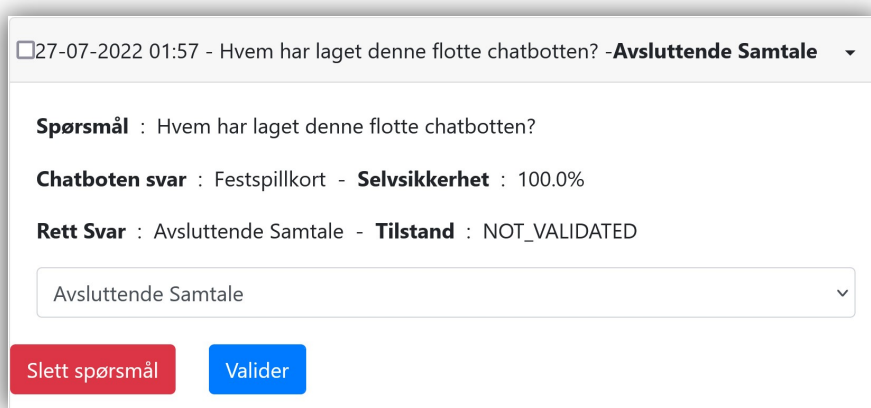 27-07-2022 01:57 - Hvem har laget denne flotte chatbotten? -Avsluttende Samtale
Spørsmål : Hvem har laget denne flotte chatbotten?
Chatboten svar : Festspillkort - Selvsikkerhet : 100.0%
Rett Svar : Avsluttende Samtale - Tilstand : NOT_VALIDATED
Avsluttende Samtale
Slett spørsmål Valider